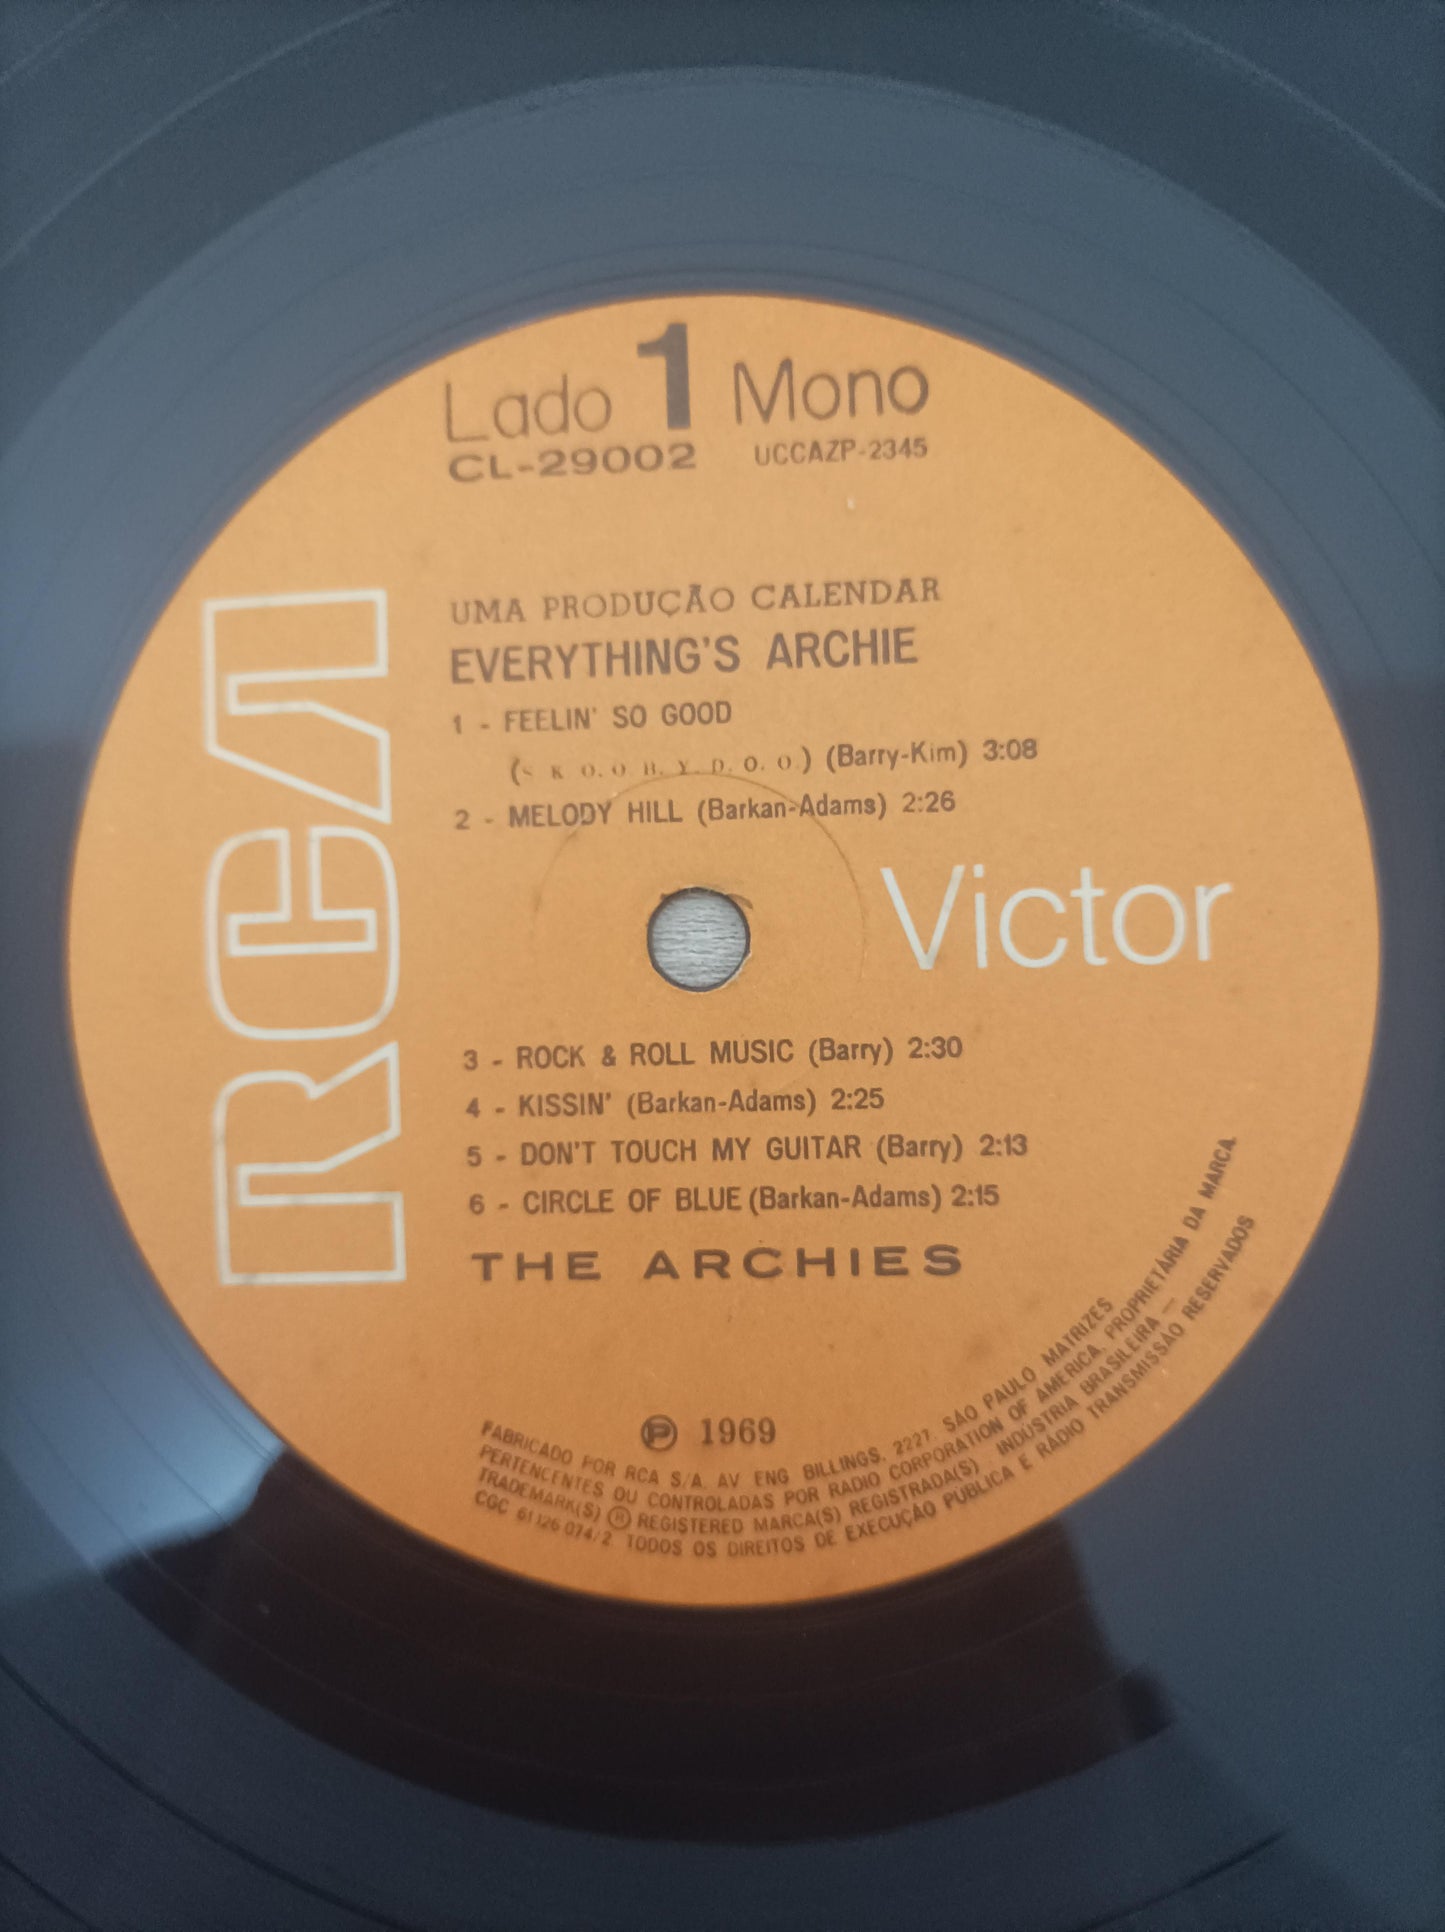 Lado 1 Mono
CL-29002 UCCAZP-2345
UMA PRODUÇÃO CALENDAR
EVERYTHING'S ARCHIE
1 - FEELIN' SO GOOD
(S. K. O. O. B. Y. D. O. O.) (Barry-Kim) 3:08
2 - MELODY HILL (Barkan-Adams) 2:26
RCA
Victor
3 - ROCK & ROLL MUSIC (Barry) 2:30
4 - KISSIN' (Barkan-Adams) 2:25
5 - DON'T TOUCH MY GUITAR (Barry) 2:13
6 - CIRCLE OF BLUE (Barkan-Adams) 2:15
THE ARCHIES
Ⓟ 1969
FABRICADO POR RCA S/A. AV ENG BILLINGS, 2227. SÃO PAULO MATRIZES
PERTENCENTES OU CONTROLADAS POR RADIO CORPORATION OF AMERICA, PROPRIETÁRIA DA MARCA.
TRADEMARK(S) ® REGISTERED MARCA(S) REGISTRADA(S). INDÚSTRIA BRASILEIRA —
CGC 61 126 074/2. TODOS OS DIREITOS DE EXECUÇÃO PÚBLICA E RÁDIO TRANSMISSÃO RESERVADOS